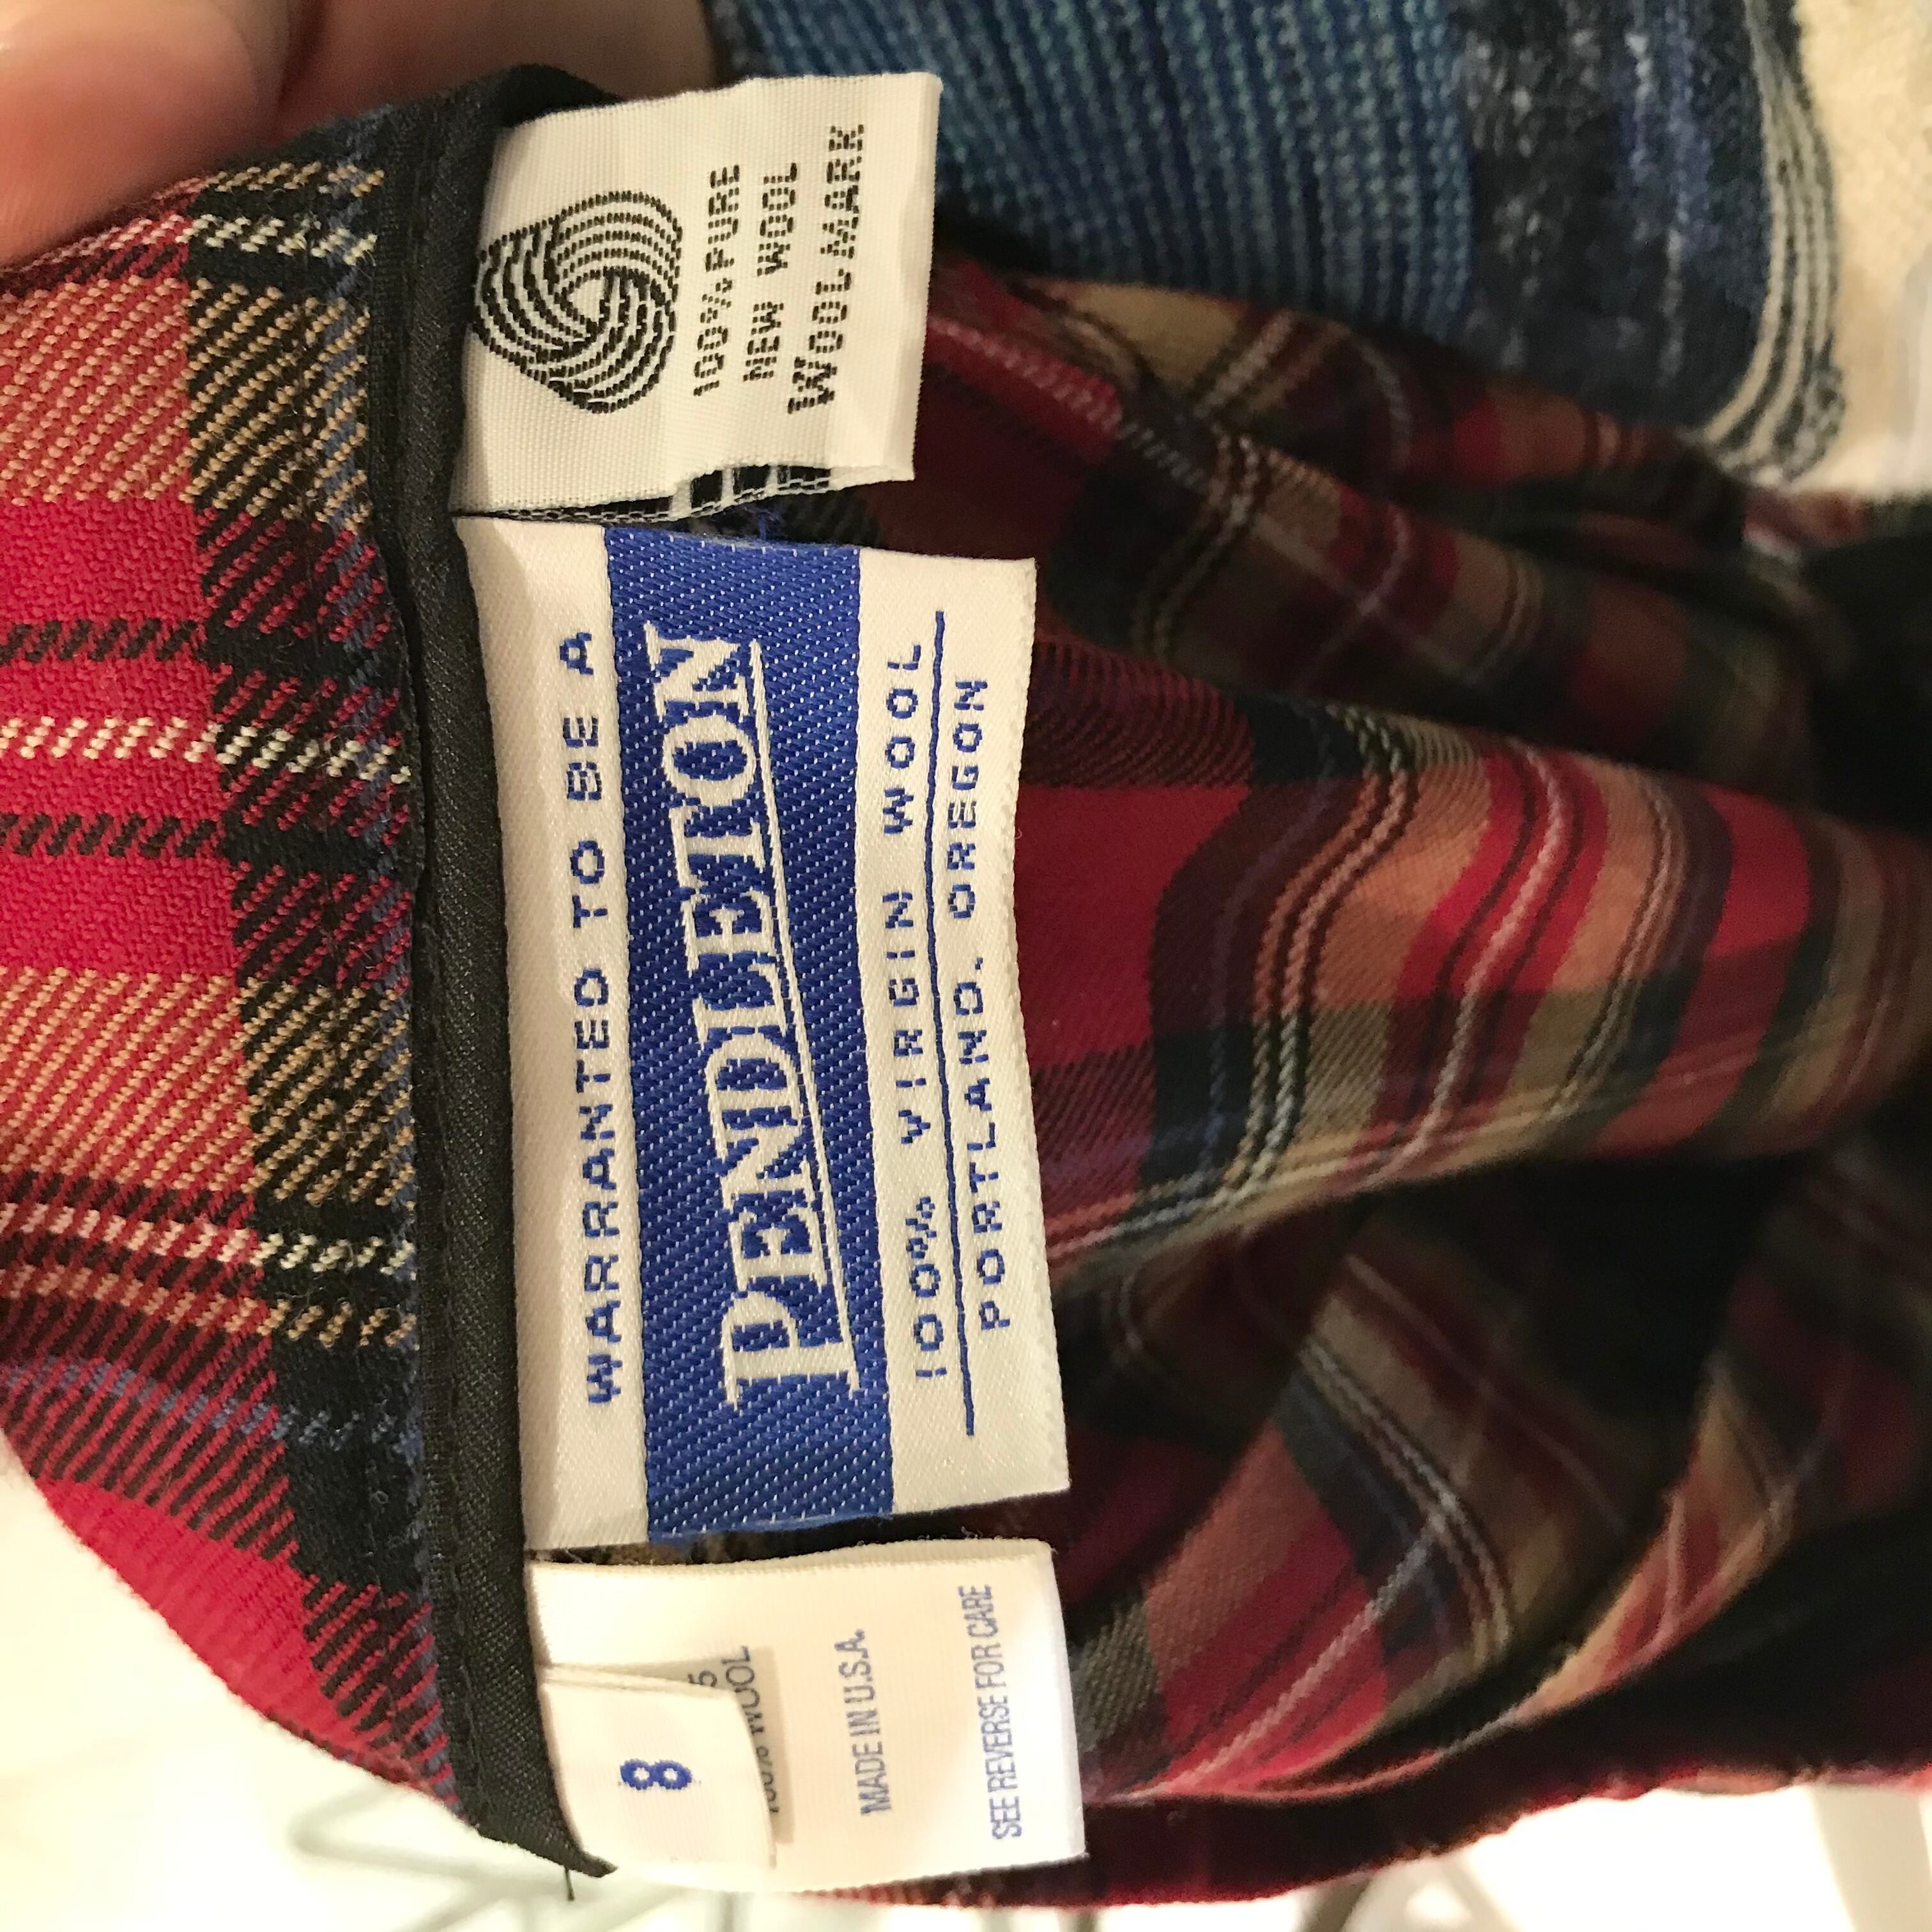 100% PURE
NEW WOOL
WOOLMARK
WARRANTED TO BE A
PENDLETON
100% VIRGIN WOOL
PORTLAND, OREGON
8
WOOL
MADE IN U.S.A.
SEE REVERSE FOR CARE